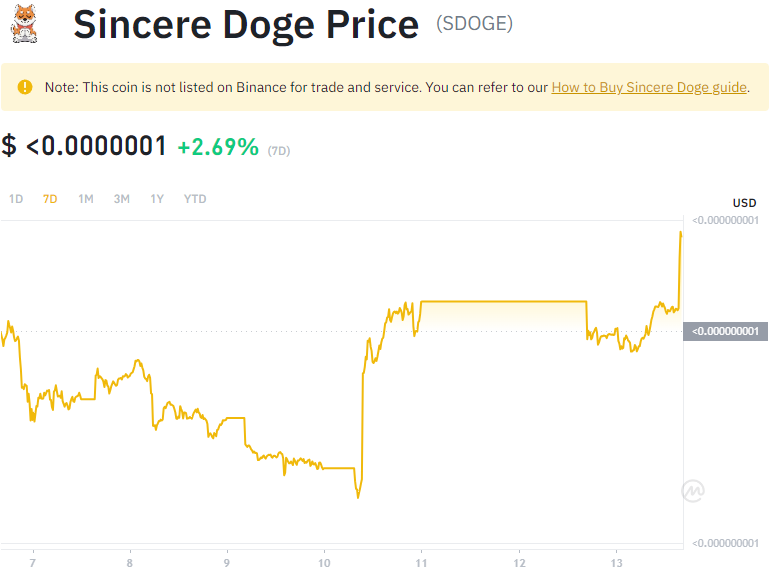 Sincere Doge Price (SDOGE)
Note: This coin is not listed on Binance for trade and service. You can refer to our How to Buy Sincere Doge guide.
$ <0.0000001 +2.69% (7D)
1D 7D 1M 3M 1Y YTD
USD
<0.000000001
<0.000000001
<0.000000001
7 8 9 10 11 12 13